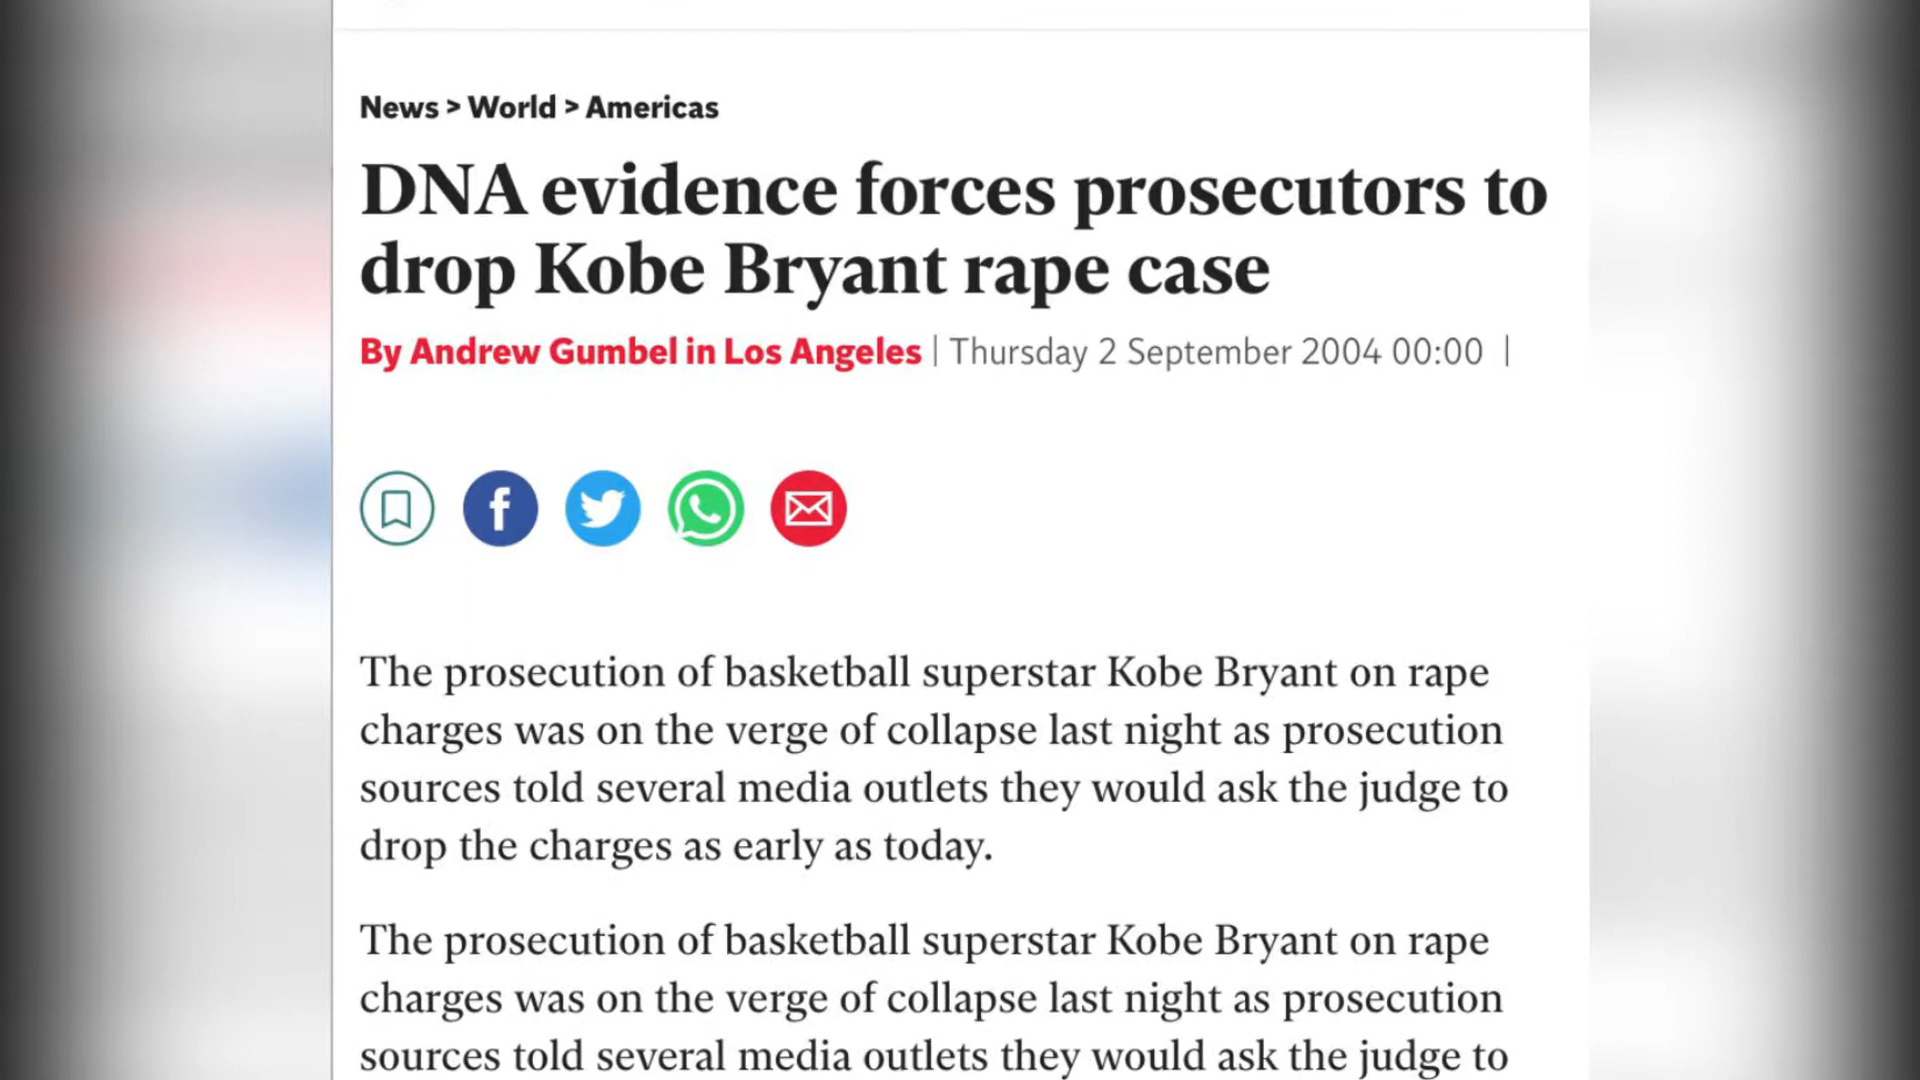 News > World > Americas
DNA evidence forces prosecutors to
drop Kobe Bryant rape case
By Andrew Gumbel in Los Angeles | Thursday 2 September 2004 00:00 |
f
The prosecution of basketball superstar Kobe Bryant on rape
charges was on the verge of collapse last night as prosecution
sources told several media outlets they would ask the judge to
drop the charges as early as today.
The prosecution of basketball superstar Kobe Bryant on rape
charges was on the verge of collapse last night as prosecution
sources told several media outlets they would ask the judge to